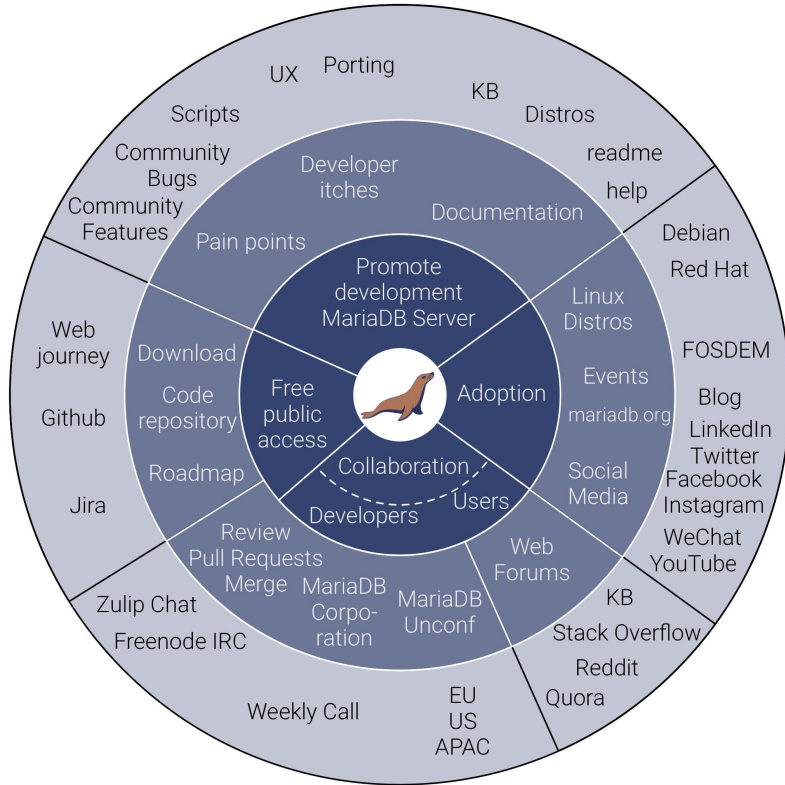 UX
Porting
KB
Scripts
Distros
Community
Bugs
readme
Community
Features
help
Developer
itches
Documentation
Pain points
Promote
development
MariaDB Server
Debian
Red Hat
FOSDEM
Blog
LinkedIn
Twitter
Facebook
Instagram
WeChat
YouTube
Linux
Distros
Events
mariadb.org
Social
Media
Adoption
Web
journey
Github
Jira
Download
Code
repository
Roadmap
Free
public
access
Collaboration
Developers
Users
Review
Pull Requests
Merge
MariaDB
Corpo-
ration
MariaDB
Unconf
Web
Forums
Zulip Chat
Freenode IRC
Weekly Call
EU
US
APAC
KB
Stack Overflow
Reddit
Quora